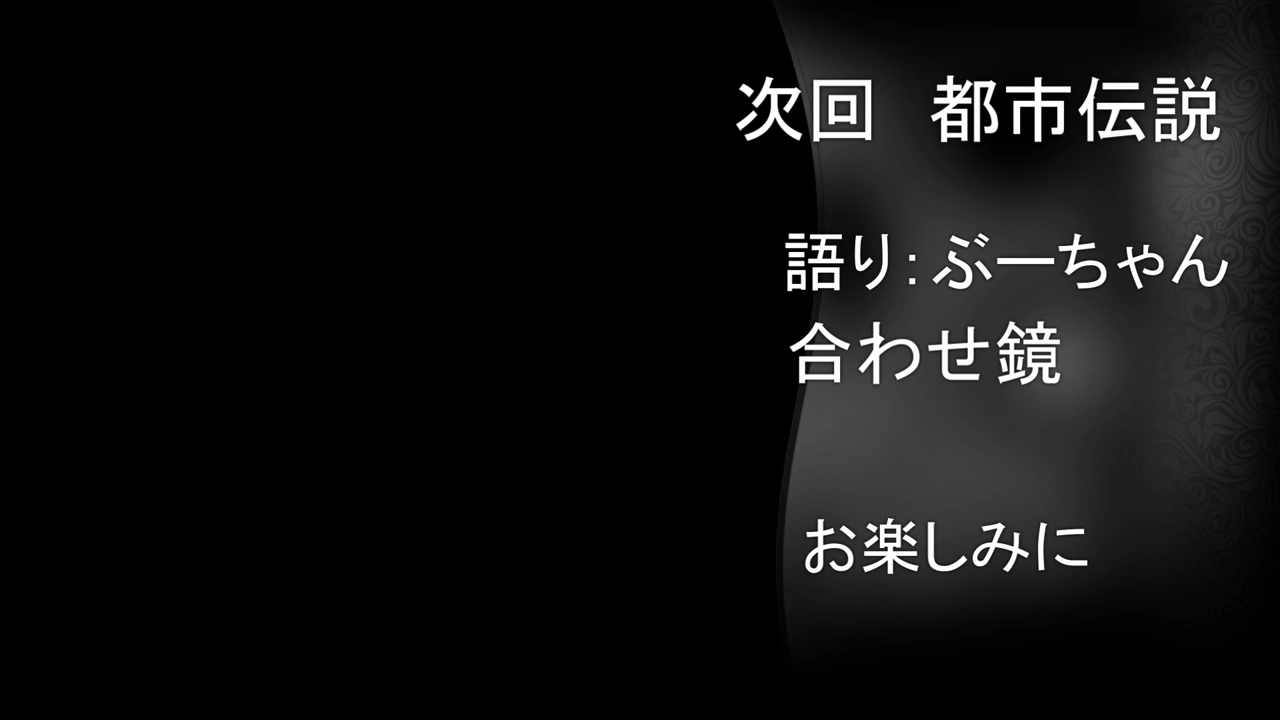 次回　都市伝説
語り：ぶーちゃん
合わせ鏡
お楽しみに